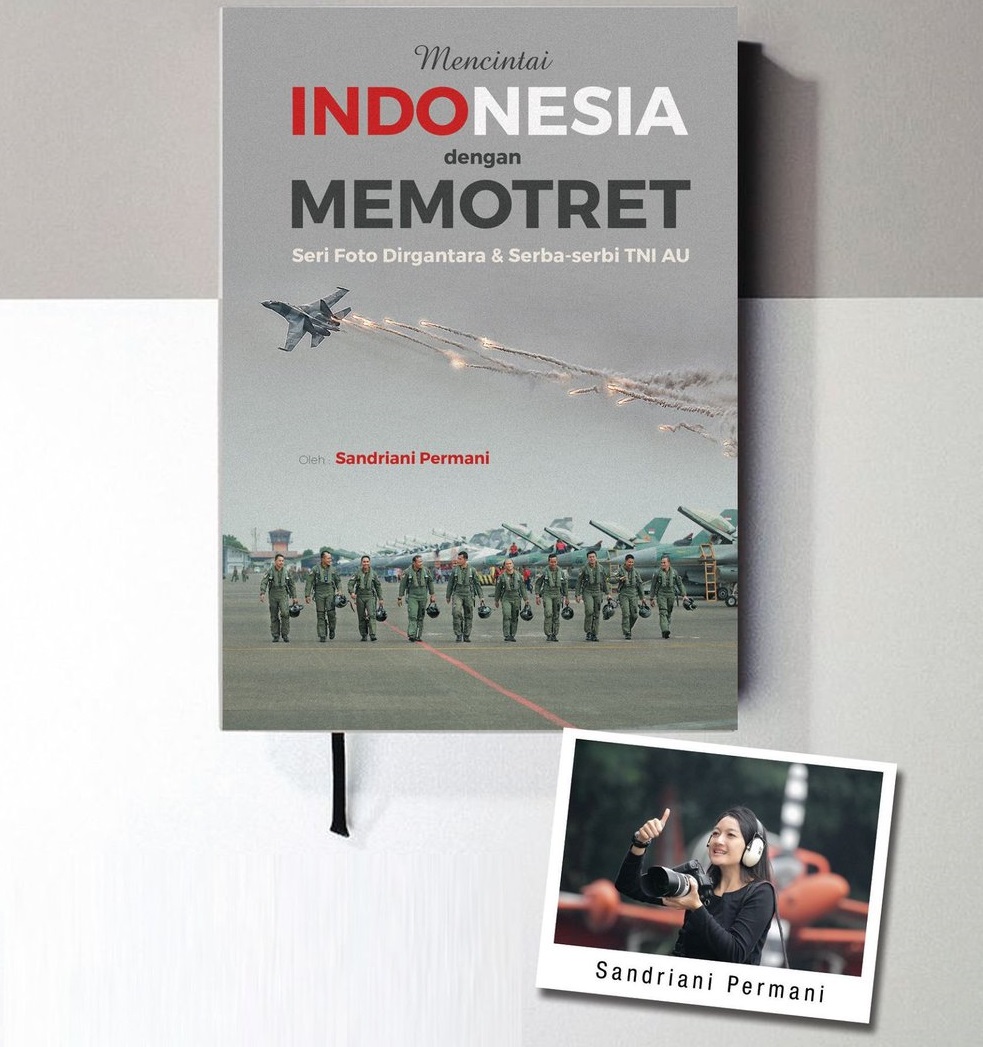 Mencintai
INDONESIA
dengan
MEMOTRET
Seri Foto Dirgantara & Serba-serbi TNI AU
Oleh : Sandriani Permani
Sandriani Permani